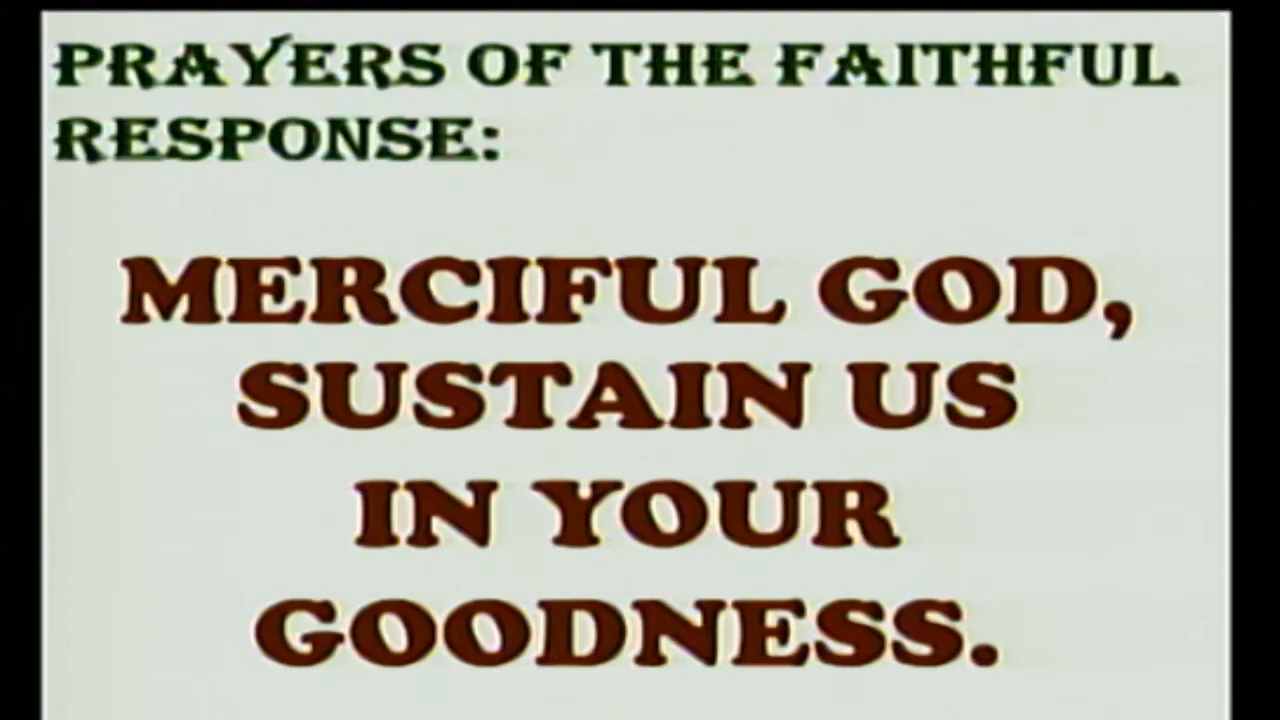 PRAYERS OF THE FAITHFUL
RESPONSE:
MERCIFUL GOD,
SUSTAIN US
IN YOUR
GOODNESS.